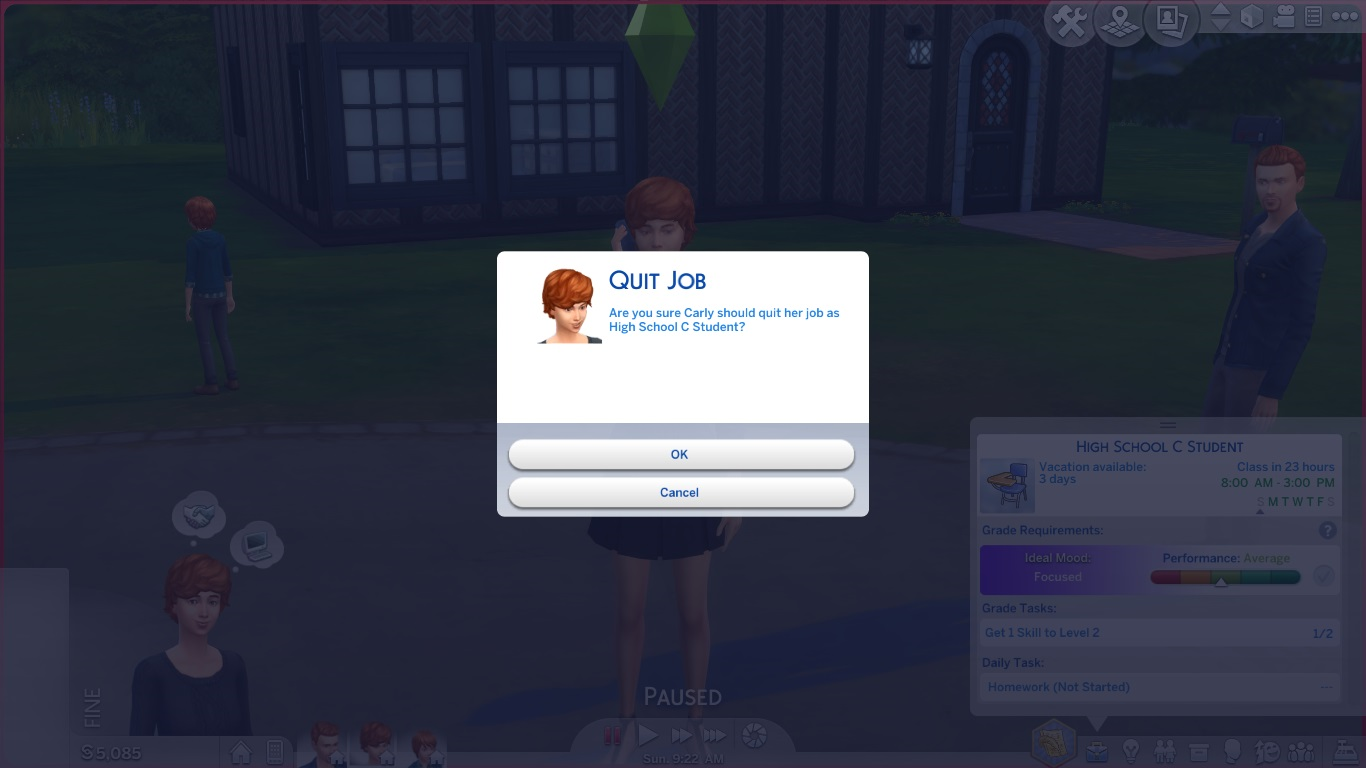 QUIT JOB
Are you sure Carly should quit her job as
High School C Student?
OK
Cancel
HIGH SCHOOL C STUDENT
Vacation available:
3 days
Class in 23 hours
8:00 AM - 3:00 PM
S M T W T F S
Grade Requirements:
?
Ideal Mood:
Focused
Performance: Average
Grade Tasks:
Get 1 Skill to Level 2
1/2
Daily Task:
Homework (Not Started)
...
FINE
PAUSED
§5,085
Sun. 9:22 AM